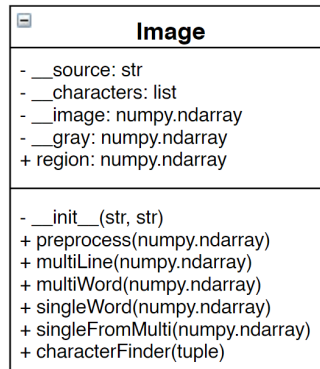 Image
- __source: str
- __characters: list
- __image: numpy.ndarray
- __gray: numpy.ndarray
+ region: numpy.ndarray
- __init__(str, str)
+ preprocess(numpy.ndarray)
+ multiLine(numpy.ndarray)
+ multiWord(numpy.ndarray)
+ singleWord(numpy.ndarray)
+ singleFromMulti(numpy.ndarray)
+ characterFinder(tuple)